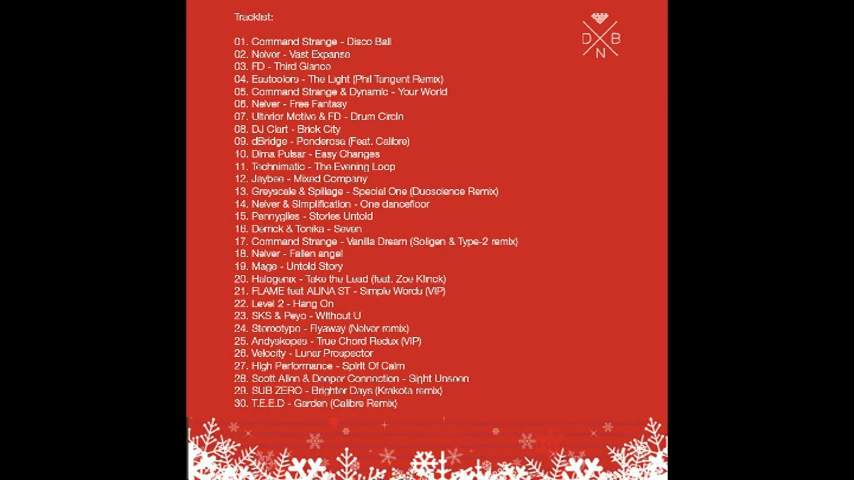 Tracklist:
01. Command Strange - Disco Ball
02. Nelver - Vast Expanse
03. FD - Third Glance
04. Eastcolors - The Light (Phil Tangent Remix)
05. Command Strange & Dynamic - Your World
06. Nelver - Free Fantasy
07. Ulterior Motive & FD - Drum Circle
08. DJ Clart - Brick City
09. dBridge - Ponderosa (Feat. Calibre)
10. Dima Pulsar - Easy Changes
11. Technimatic - The Evening Loop
12. Jaybee - Mixed Company
13. Greyscale & Spillage - Special One (Duoscience Remix)
14. Nelver & Simplification - One dancefloor
15. Pennygiles - Stories Untold
16. Derrick & Tonika - Seven
17. Command Strange - Vanilla Dream (Soligen & Type-2 remix)
18. Nelver - Fallen angel
19. Mage - Untold Story
20. Halogenix - Take the Lead (feat. Zoe Klinck)
21. FLAME feat ALINA ST - Simple Words (VIP)
22. Level 2 - Hang On
23. SKS & Peyo - Without U
24. Stereotype - Flyaway (Nelver remix)
25. Andyskopes - True Chord Redux (VIP)
26. Velocity - Lunar Prospector
27. High Performance - Spirit Of Calm
28. Scott Allen & Deeper Connection - Sight Unseen
29. SUB ZERO - Brighter Days (Krakota remix)
30. T.E.E.D - Garden (Calibre Remix)
D B
N